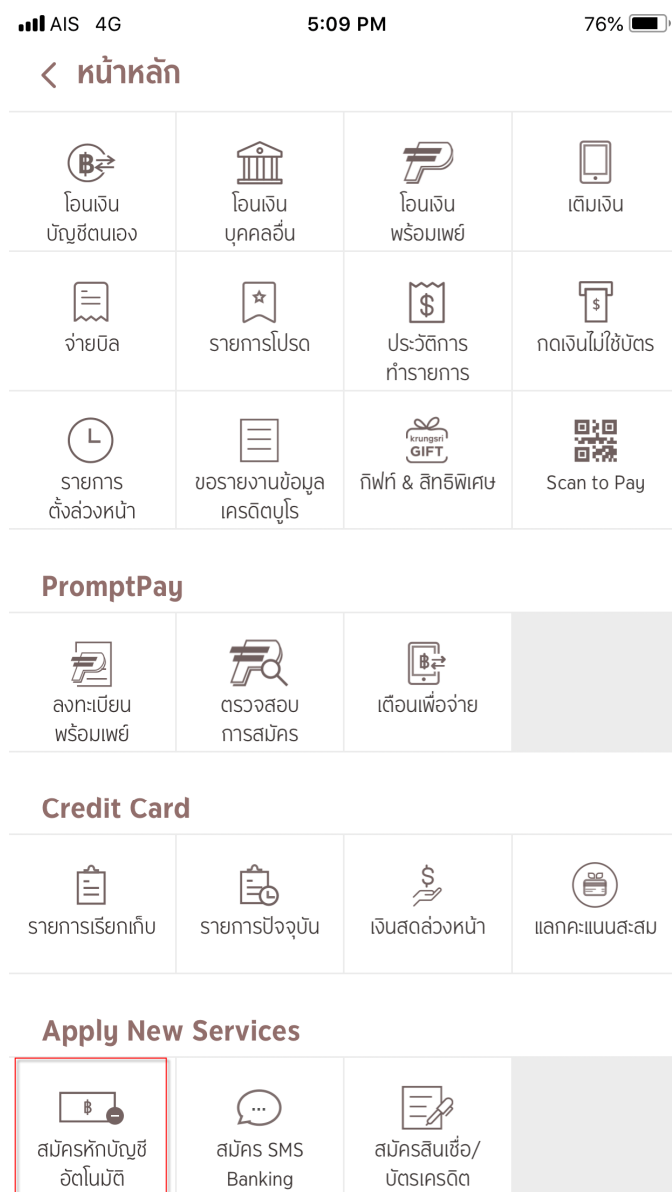 AIS 4G 5:09 PM 76%
หน้าหลัก
โอนเงิน
บัญชีตนเอง
โอนเงิน
บุคคลอื่น
โอนเงิน
พร้อมเพย์
เติมเงิน
จ่ายบิล
รายการโปรด
ประวัติการ
ทำรายการ
กดเงินไม่ใช้บัตร
รายการ
ตั้งล่วงหน้า
ขอรายงานข้อมูล
เครดิตบูโร
krungsri
GIFT
กิฟท์ & สิทธิพิเศษ
Scan to Pay
PromptPay
ลงทะเบียน
พร้อมเพย์
ตรวจสอบ
การสมัคร
เตือนเพื่อจ่าย
Credit Card
รายการเรียกเก็บ
รายการปัจจุบัน
เงินสดล่วงหน้า
แลกคะแนนสะสม
Apply New Services
สมัครหักบัญชี
อัตโนมัติ
สมัคร SMS
Banking
สมัครสินเชื่อ/
บัตรเครดิต